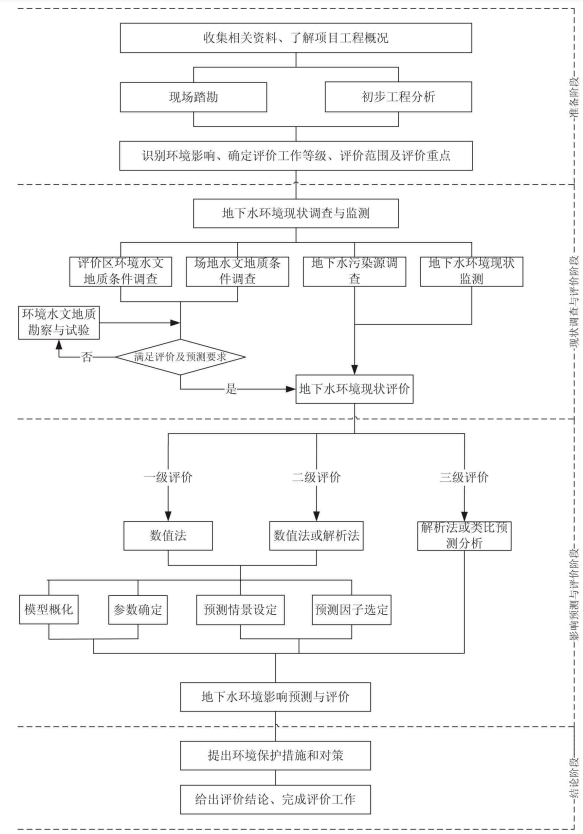 收集相关资料、了解项目工程概况
现场踏勘
初步工程分析
识别环境影响、确定评价工作等级、评价范围及评价重点
准备阶段
地下水环境现状调查与监测
评价区环境水文
地质条件调查
场地水文地质条
件调查
地下水污染源调
查
地下水环境现状
监测
环境水文地质
勘察与试验
否
满足评价及预测要求
是
地下水环境现状评价
现状调查与评价阶段
一级评价
二级评价
三级评价
数值法
数值法或解析法
解析法或类比预
测分析
模型概化
参数确定
预测情景设定
预测因子选定
地下水环境影响预测与评价
影响预测与评价阶段
提出环境保护措施和对策
给出评价结论、完成评价工作
结论阶段